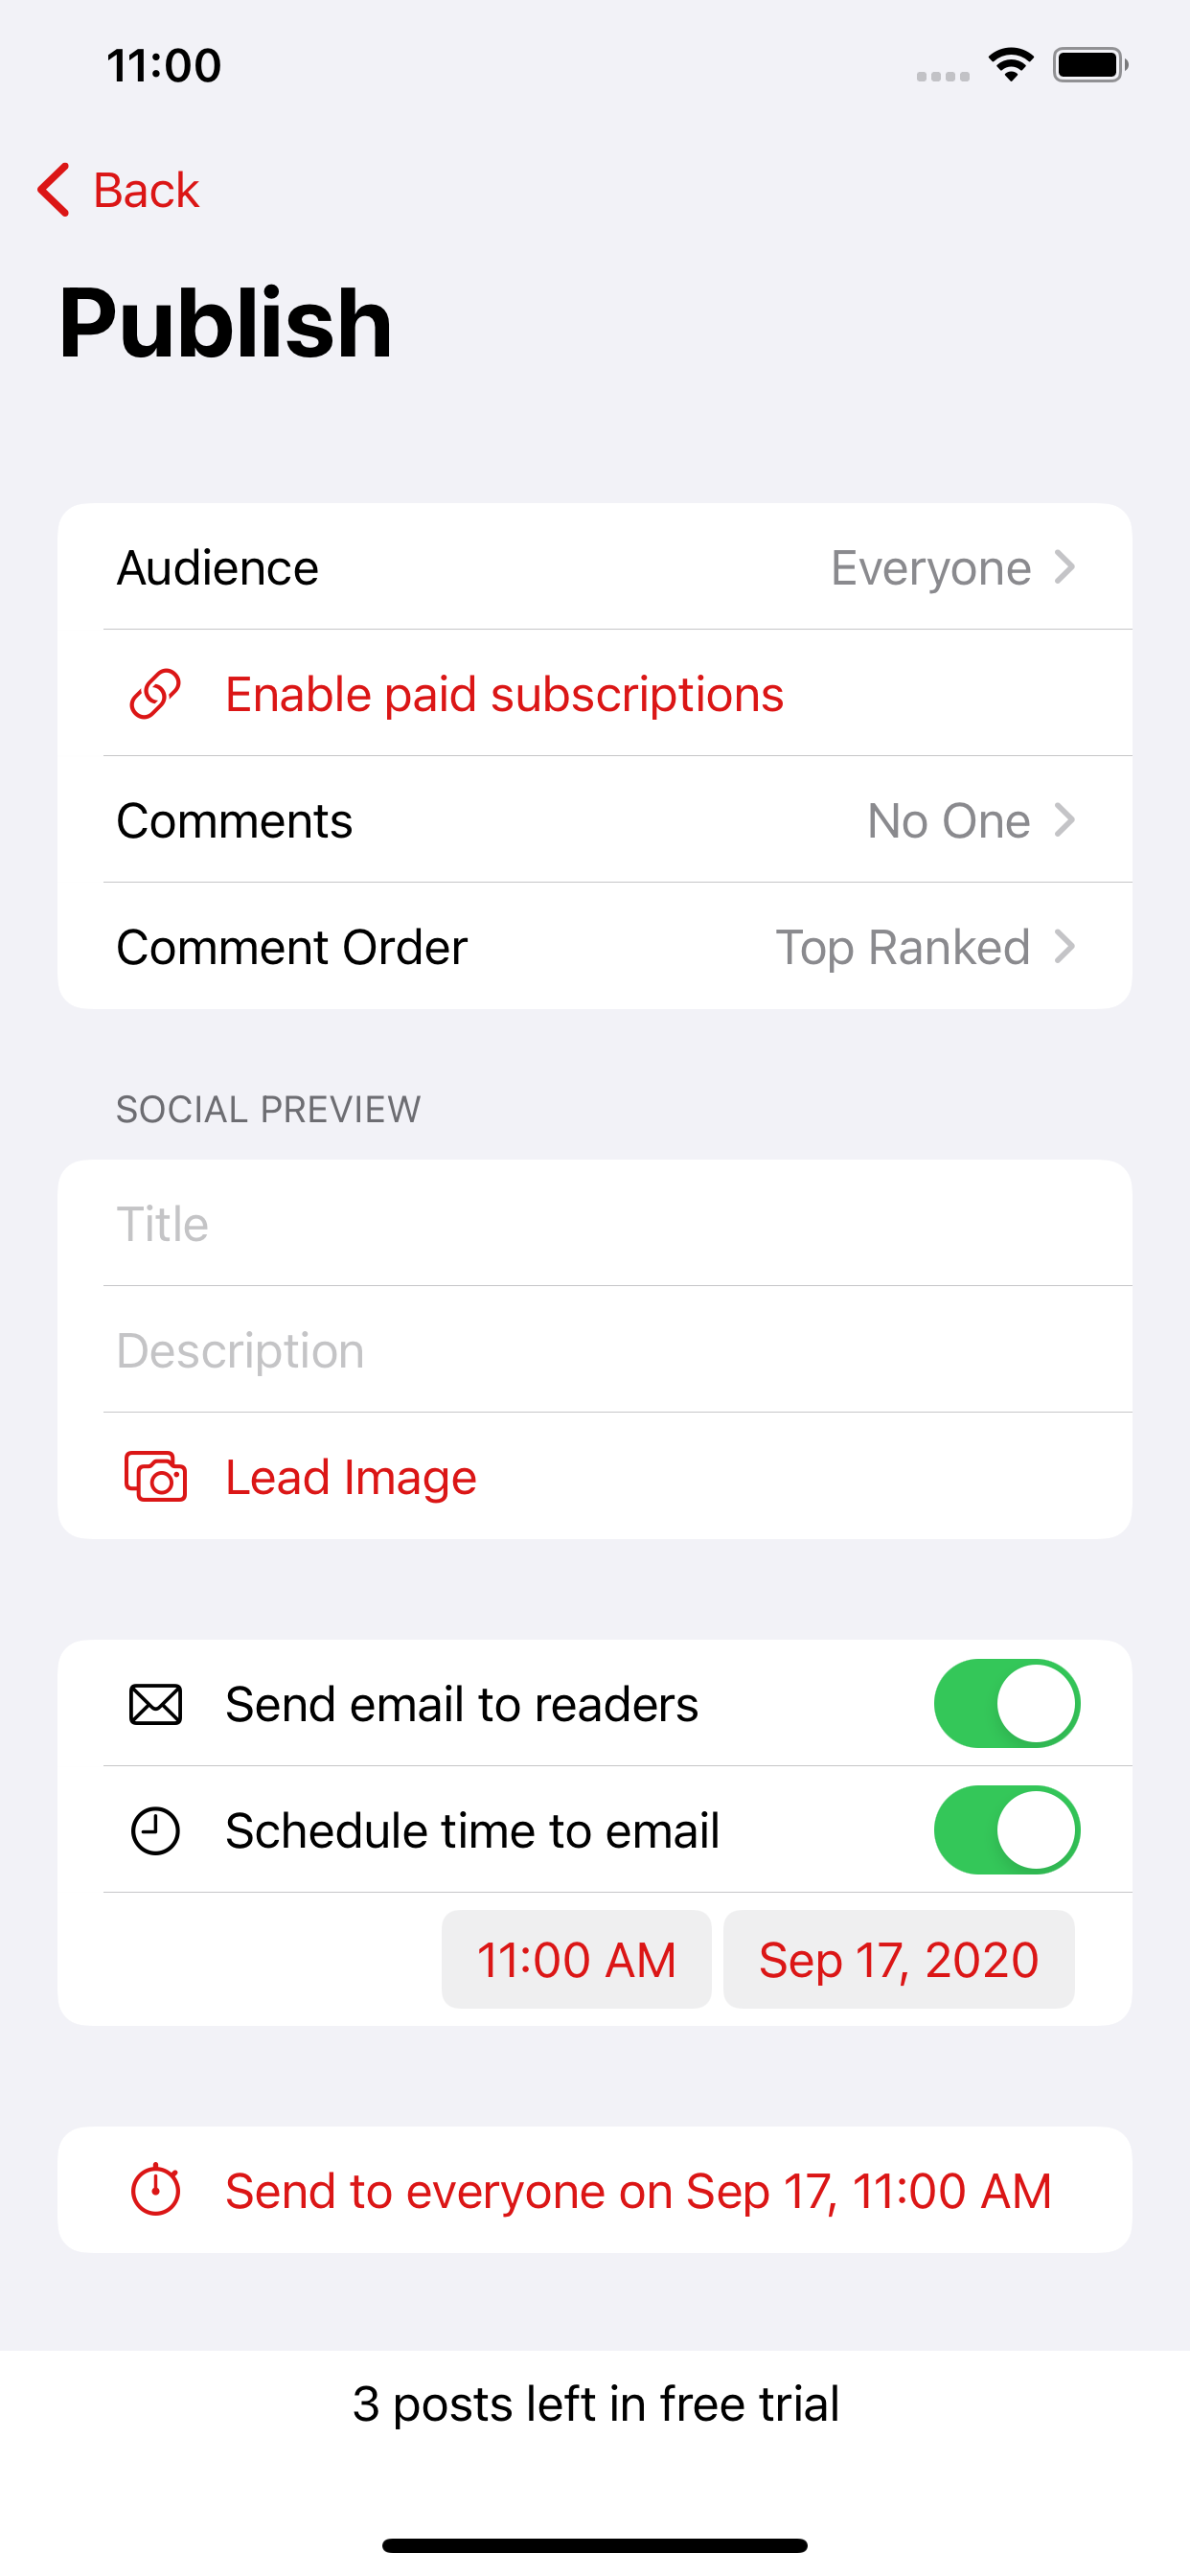 11:00
Back
Publish
Audience Everyone
Enable paid subscriptions
Comments No One
Comment Order Top Ranked
SOCIAL PREVIEW
Title
Description
Lead Image
Send email to readers
Schedule time to email
11:00 AM Sep 17, 2020
Send to everyone on Sep 17, 11:00 AM
3 posts left in free trial